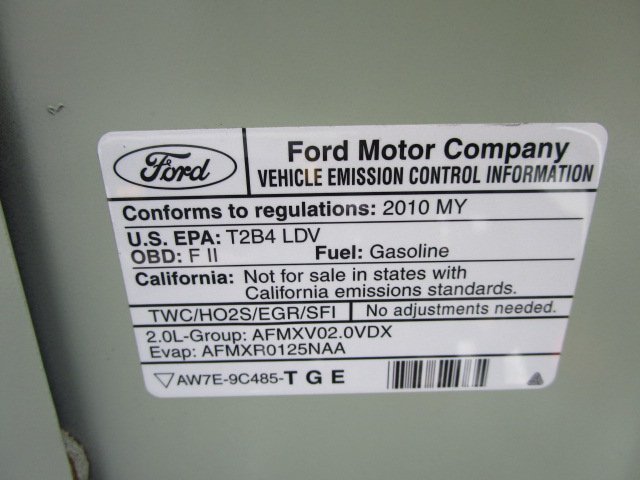 Ford
Ford Motor Company
VEHICLE EMISSION CONTROL INFORMATION
Conforms to regulations: 2010 MY
U.S. EPA: T2B4 LDV
OBD: F II Fuel: Gasoline
California: Not for sale in states with
California emissions standards.
TWC/HO2S/EGR/SFI No adjustments needed.
2.0L-Group: AFMXV02.0VDX
Evap: AFMXR0125NAA
AW7E-9C485-T G E